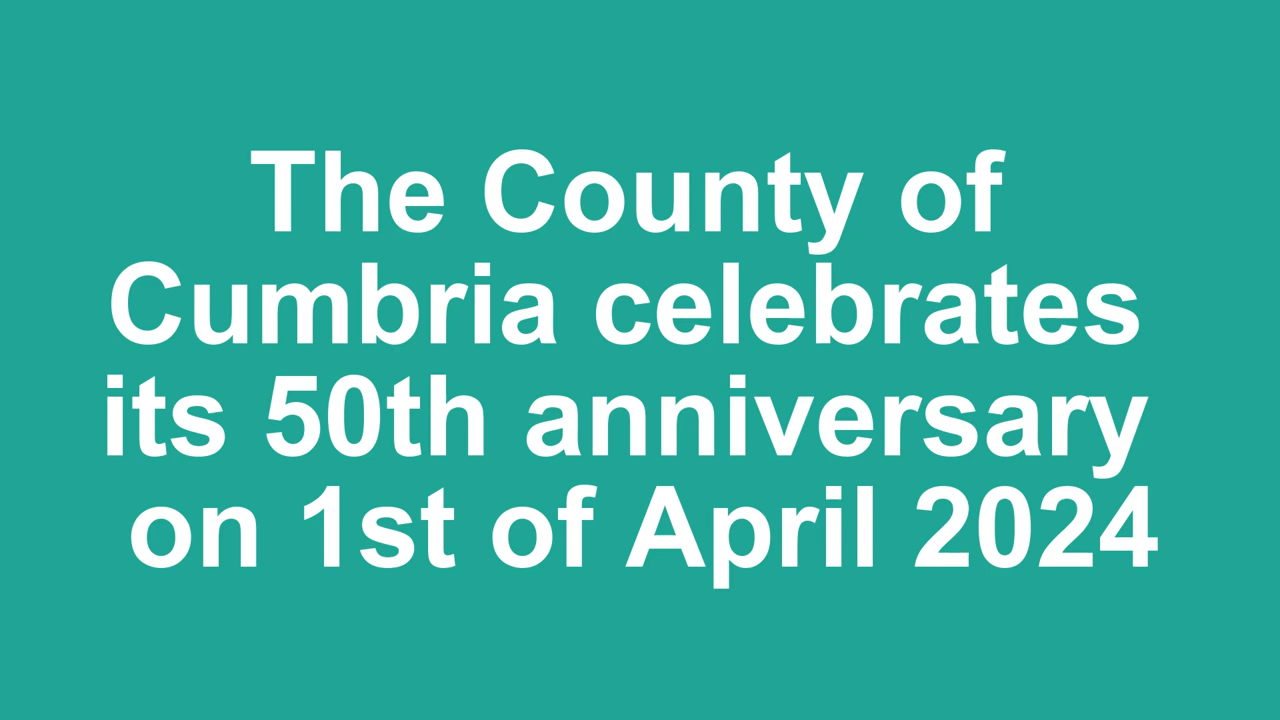 The County of
Cumbria celebrates
its 50th anniversary
on 1st of April 2024